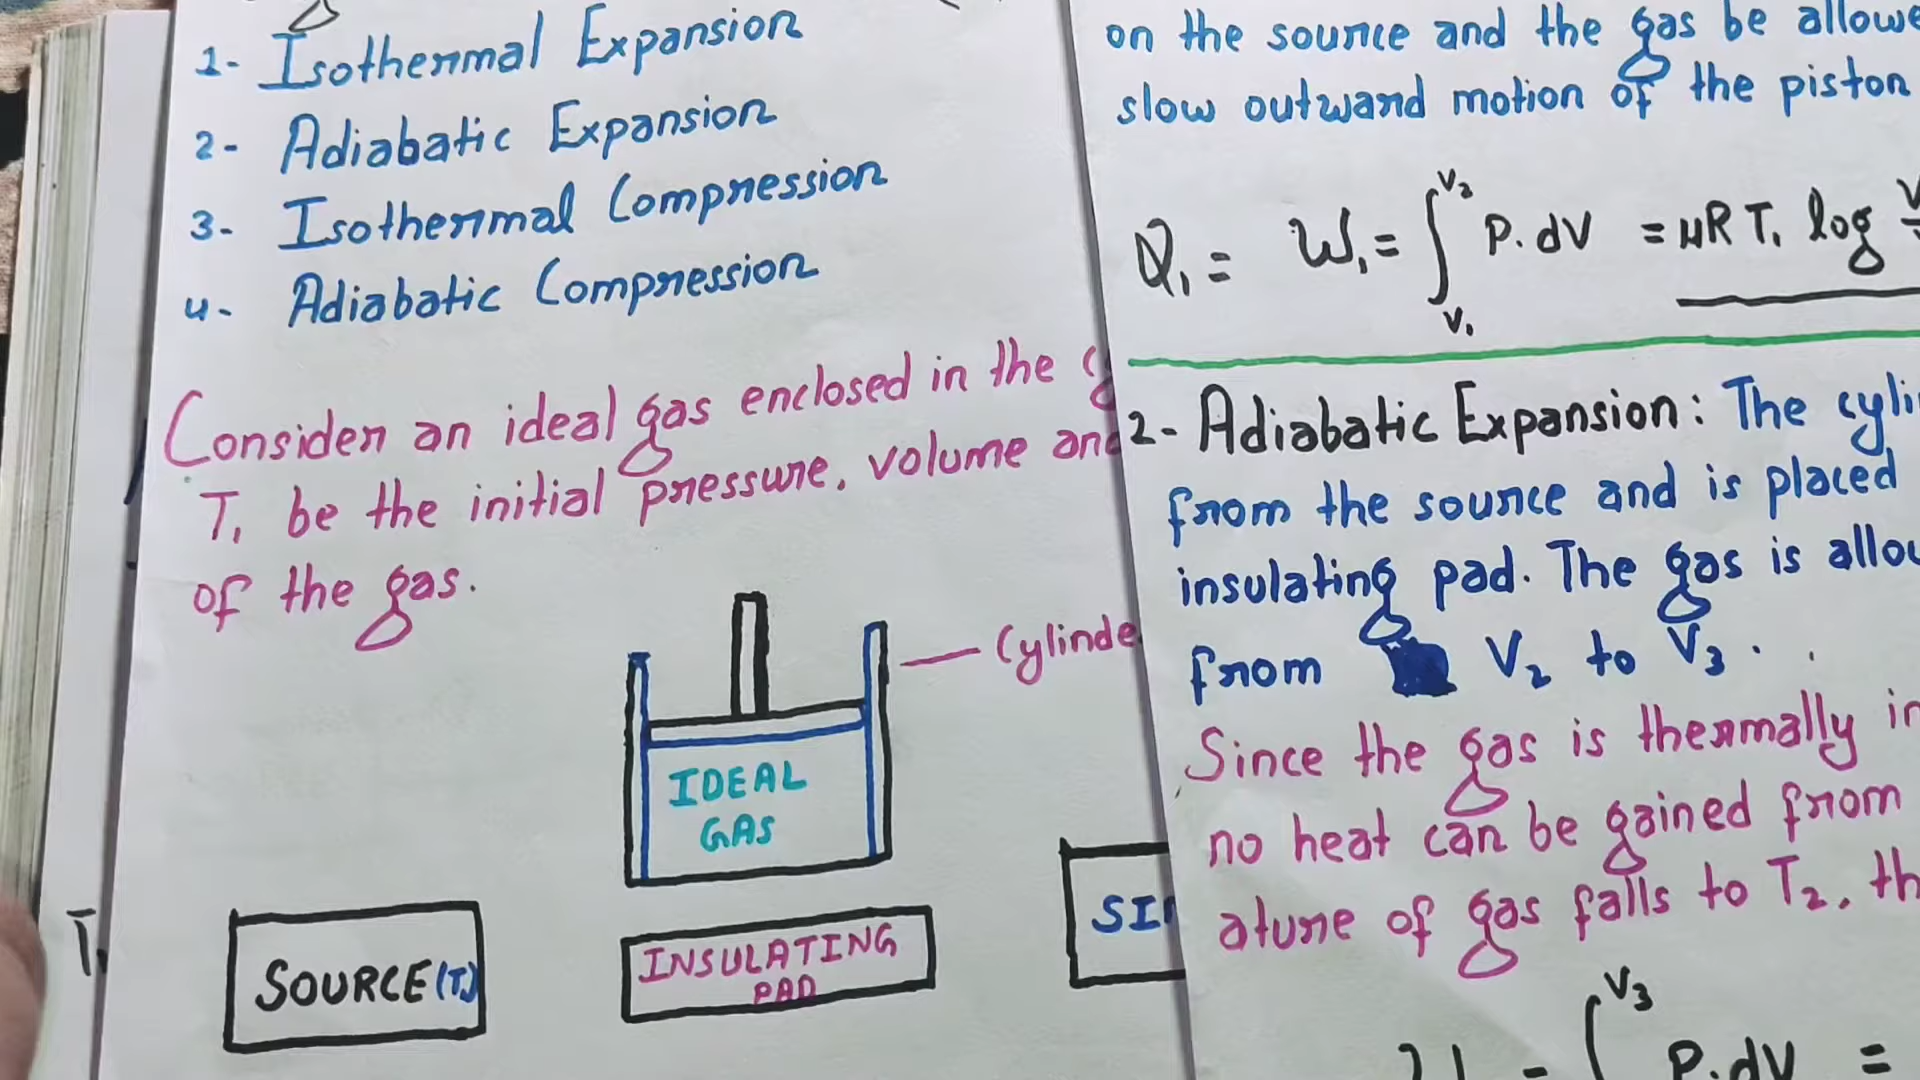 1- Isothermal Expansion
2- Adiabatic Expansion
3- Isothermal Compression
4- Adiabatic Compression
Consider an ideal gas enclosed in the
T₁ be the initial pressure, volume and
of the gas.
Cylinde
IDEAL
GAS
SOURCE (T)
INSULATING
PAD
T₁
on the source and the gas be allowe
slow outward motion of the piston
Q₁ = W₁ = ∫ V₂ V₁ P.dV = μRT₁ log
2- Adiabatic Expansion: The cyli
from the source and is placed
insulating pad. The gas is allo
from V₂ to V₃.
Since the gas is thermally in
no heat can be gained from
ature of gas falls to T₂, th
∫ V₃ P.dV =